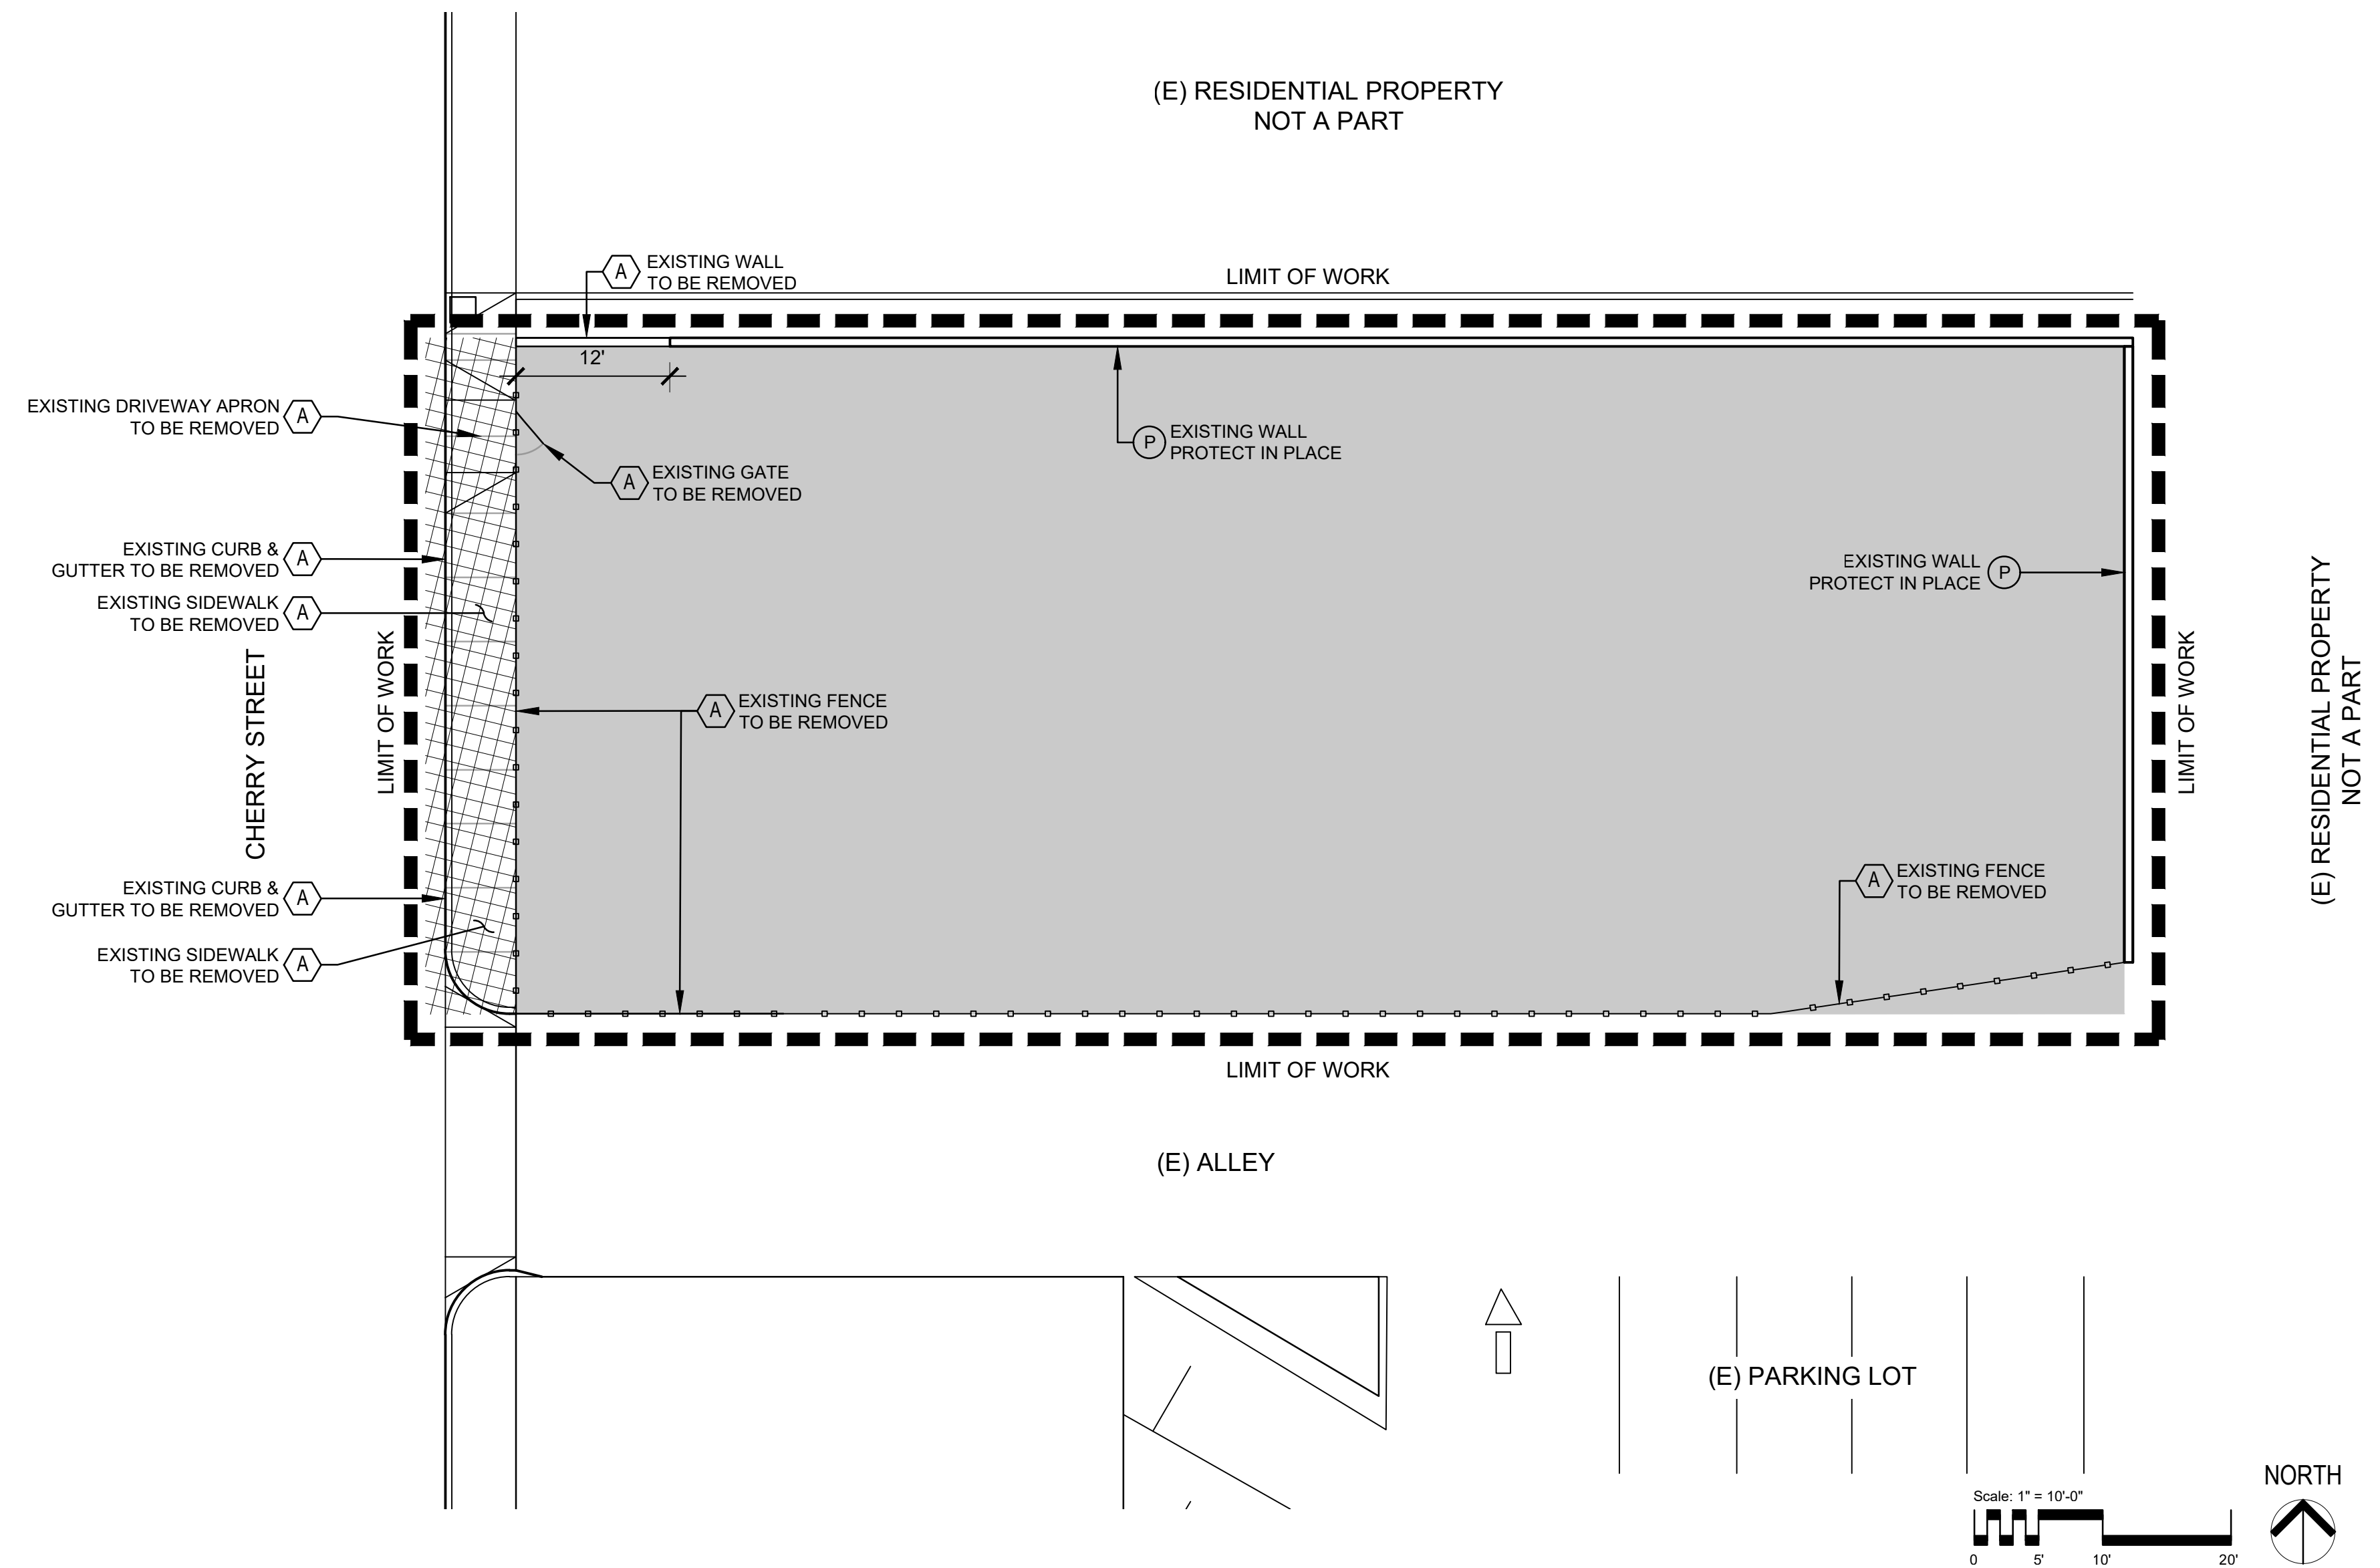 (E) RESIDENTIAL PROPERTY
NOT A PART
A
EXISTING WALL
TO BE REMOVED
LIMIT OF WORK
12'
EXISTING DRIVEWAY APRON
TO BE REMOVED
A
P
EXISTING WALL
PROTECT IN PLACE
A
EXISTING GATE
TO BE REMOVED
EXISTING CURB &
GUTTER TO BE REMOVED
A
EXISTING WALL
PROTECT IN PLACE
P
EXISTING SIDEWALK
TO BE REMOVED
A
CHERRY STREET
LIMIT OF WORK
A
EXISTING FENCE
TO BE REMOVED
LIMIT OF WORK
(E) RESIDENTIAL PROPERTY
NOT A PART
EXISTING CURB &
GUTTER TO BE REMOVED
A
A
EXISTING FENCE
TO BE REMOVED
EXISTING SIDEWALK
TO BE REMOVED
A
LIMIT OF WORK
(E) ALLEY
(E) PARKING LOT
NORTH
Scale: 1" = 10'-0"
0 5' 10' 20'